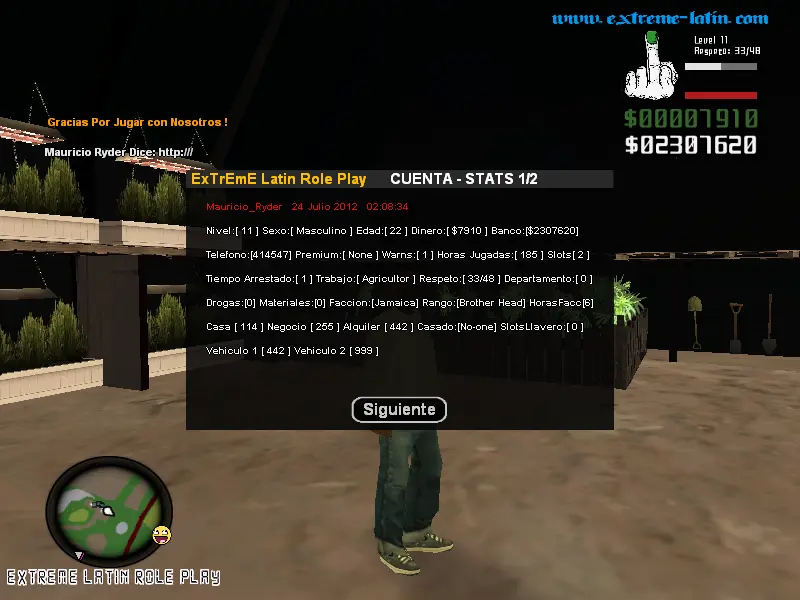 www.extreme-latin.com
Level 11
Respeto: 33/48
$00007910
$02307620
Gracias Por Jugar con Nosotros !
Mauricio Ryder Dice: http:///
ExTrEmE Latin Role Play CUENTA - STATS 1/2
Mauricio_Ryder 24 Julio 2012 02:08:34
Nivel:[ 11 ] Sexo:[ Masculino ] Edad:[ 22 ] Dinero:[ $7910 ] Banco:[$2307620]
Telefono:[414547] Premium:[ None ] Warns:[ 1 ] Horas Jugadas:[ 185 ] Slots[ 2 ]
Tiempo Arrestado:[ 1 ] Trabajo:[ Agricultor ] Respeto:[ 33/48 ] Departamento:[ 0 ]
Drogas:[0] Materiales:[0] Faccion:[Jamaica] Rango:[Brother Head] HorasFacc[6]
Casa [ 114 ] Negocio [ 255 ] Alquiler [ 442 ] Casado:[No-one] SlotsLlavero:[ 0 ]
Vehiculo 1 [ 442 ] Vehiculo 2 [ 999 ]
Siguiente
EXTREME LATIN ROLE PLAY